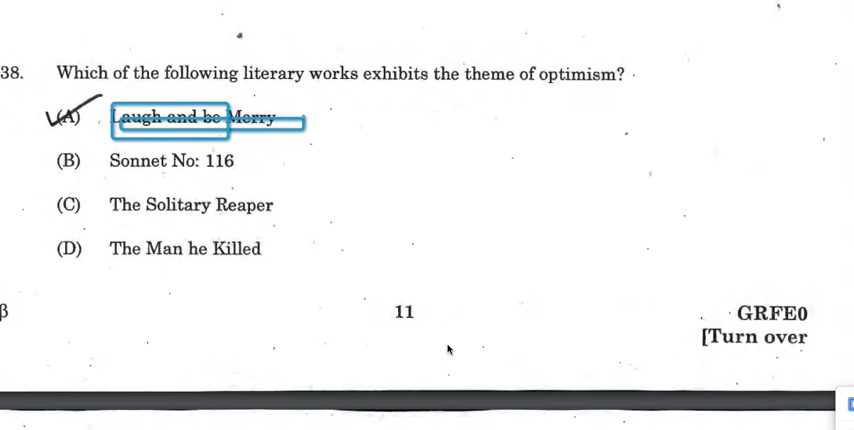 38. Which of the following literary works exhibits the theme of optimism?
(A) Laugh and be Merry
(B) Sonnet No: 116
(C) The Solitary Reaper
(D) The Man he Killed
β 11 GRFE0
[Turn over